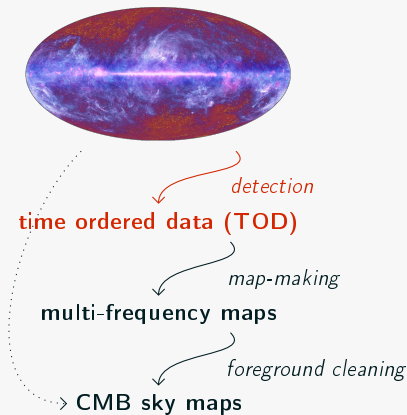 detection
time ordered data (TOD)
map-making
multi-frequency maps
foreground cleaning
CMB sky maps